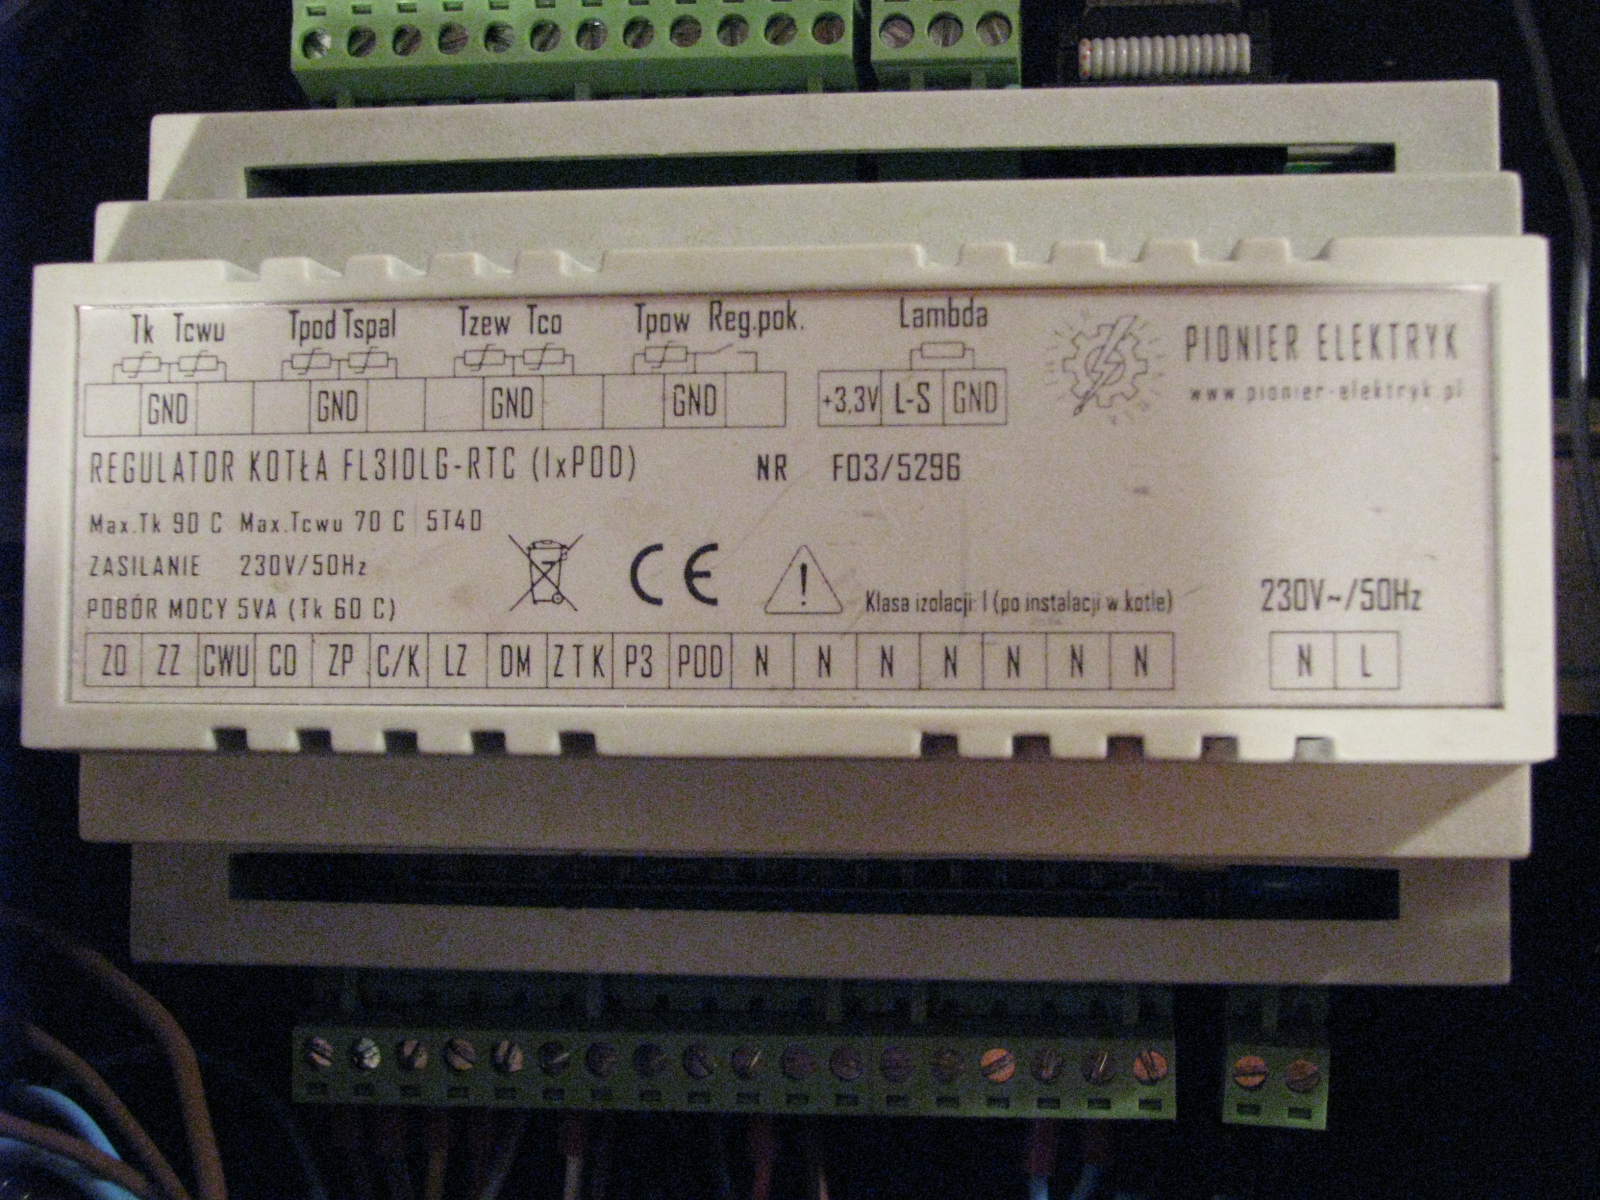 Tk Tcwu Tpod Tspal Tzew Tco Tpow Reg.pok. Lambda
GND GND GND GND +3,3V L-S GND
PIONIER ELEKTRYK
www.pionier-elektryk.pl
REGULATOR KOTŁA FL310LG-RTC (1xPOD) NR F03/5296
Max.Tk 90 C Max.Tcwu 70 C 5T40
ZASILANIE 230V/50Hz
CE
!
POBÓR MOCY 5VA (Tk 60 C)
Klasa izolacji: I (po instalacji w kotle)
230V~/50Hz
ZO ZZ CWU CO ZP C/K LZ DM ZTK P3 POD N N N N N N N N L